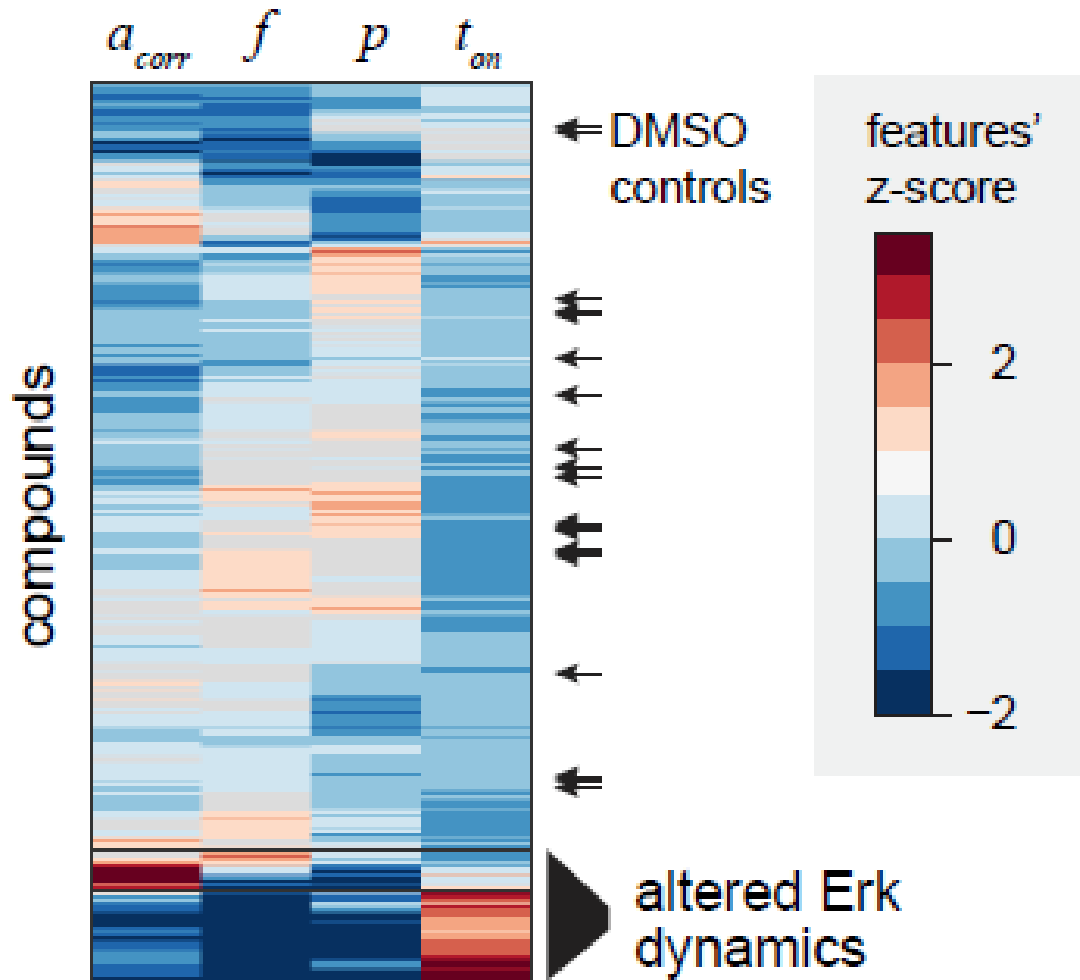 a_corr f p t_on
DMSO
controls
features’
z-score
2
0
−2
compounds
altered Erk
dynamics